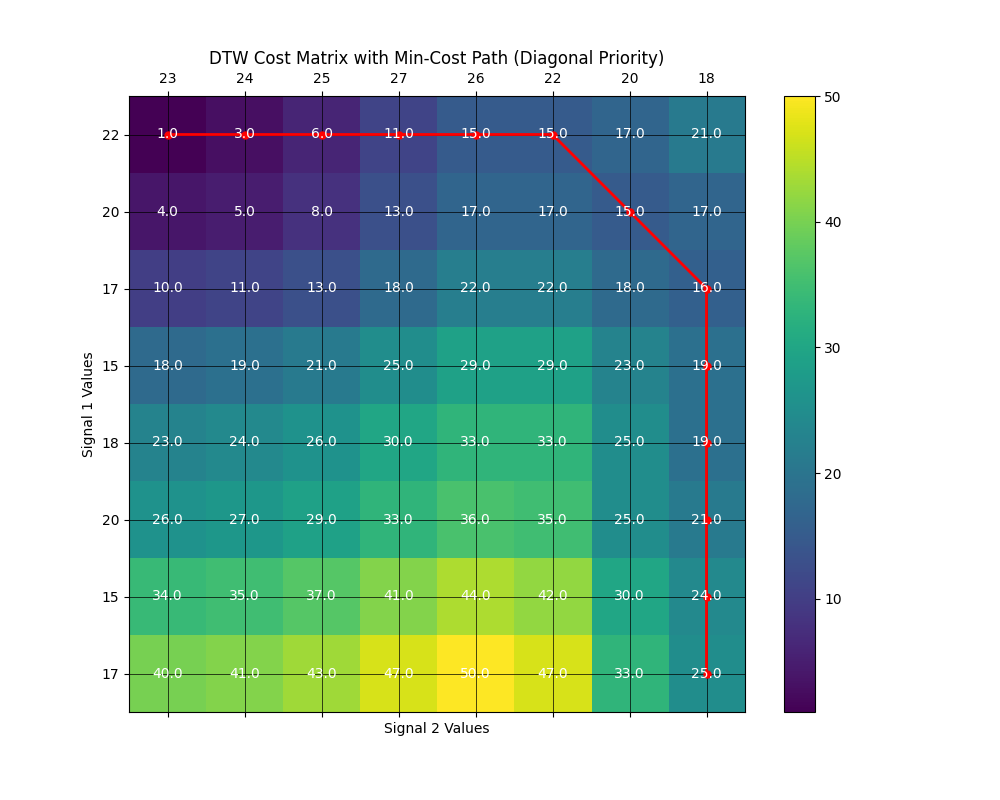 DTW Cost Matrix with Min-Cost Path (Diagonal Priority)
23 24 25 27 26 22 20 18
22 1.0 3.0 6.0 11.0 15.0 15.0 17.0 21.0
20 4.0 5.0 8.0 13.0 17.0 17.0 15.0 17.0
17 10.0 11.0 13.0 18.0 22.0 22.0 18.0 16.0
15 18.0 19.0 21.0 25.0 29.0 29.0 23.0 19.0
18 23.0 24.0 26.0 30.0 33.0 33.0 25.0 19.0
20 26.0 27.0 29.0 33.0 36.0 35.0 25.0 21.0
15 34.0 35.0 37.0 41.0 44.0 42.0 30.0 24.0
17 40.0 41.0 43.0 47.0 50.0 47.0 33.0 25.0
Signal 1 Values
Signal 2 Values
50
40
30
20
10